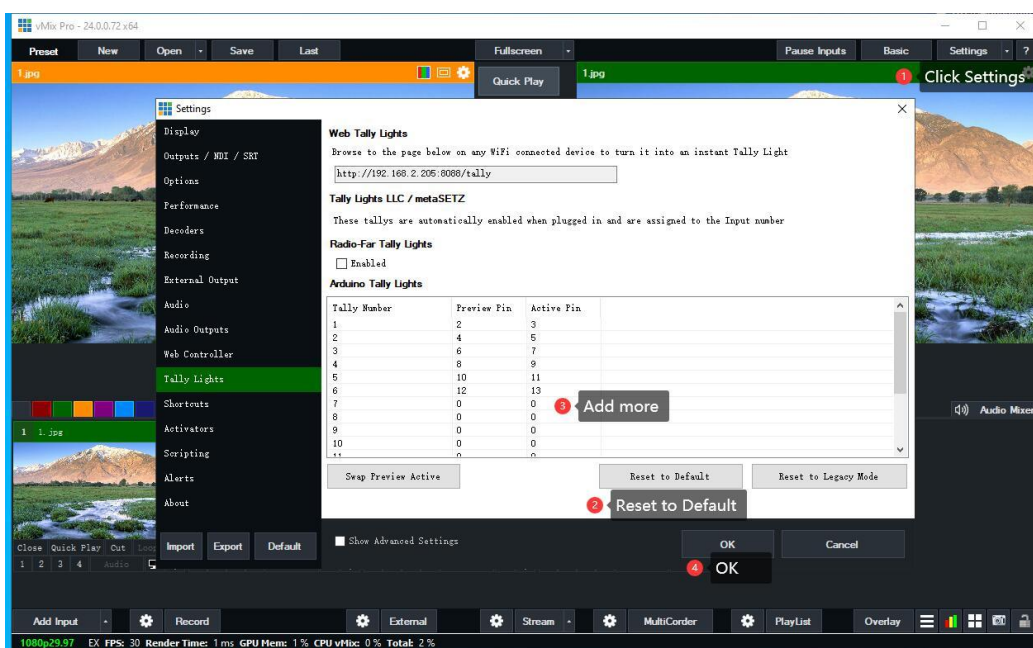 vMix Pro - 24.0.0.72 x64
Preset New Open Save Last Fullscreen Pause Inputs Basic Settings ?
1.jpg
Quick Play
1.jpg
1 Click Settings
Settings
Display
Outputs / NDI / SRT
Options
Performance
Decoders
Recording
External Output
Audio
Audio Outputs
Web Controller
Tally Lights
Shortcuts
Activators
Scripting
Alerts
About
Import Export Default
Web Tally Lights
Browse to the page below on any WiFi connected device to turn it into an instant Tally Light
http://192.168.2.205:8088/tally
Tally Lights LLC / metaSETZ
These tallys are automatically enabled when plugged in and are assigned to the Input number
Radio-Far Tally Lights
Enabled
Arduino Tally Lights
Tally Number Preview Pin Active Pin
1 2 3
2 4 5
3 6 7
4 8 9
5 10 11
6 12 13
7 0 0
8 0 0
9 0 0
10 0 0
11 0 0
3 Add more
Swap Preview Active Reset to Default Reset to Legacy Mode
2 Reset to Default
Show Advanced Settings
OK Cancel
4 OK
Audio Mixer
1 1.jpg
Close Quick Play Cut Loop
1 2 3 4 Audio
Add Input Record External Stream MultiCorder PlayList Overlay
1080p29.97 EX FPS: 30 Render Time: 1 ms GPU Mem: 1 % CPU vMix: 0 % Total: 2 %